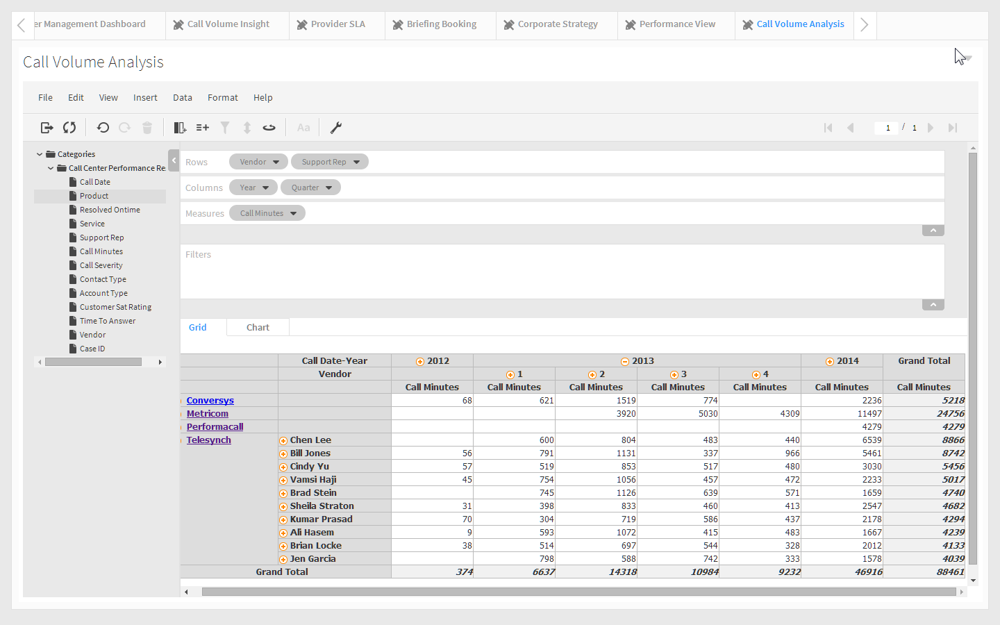 er Management Dashboard Call Volume Insight Provider SLA Briefing Booking Corporate Strategy Performance View Call Volume Analysis
Call Volume Analysis
File Edit View Insert Data Format Help
Aa 1 / 1
Categories
Call Center Performance Re
Call Date
Product
Resolved Ontime
Service
Support Rep
Call Minutes
Call Severity
Contact Type
Account Type
Customer Sat Rating
Time To Answer
Vendor
Case ID
Rows Vendor Support Rep
Columns Year Quarter
Measures Call Minutes
Filters
Grid Chart
Call Date-Year 2012 2013 2014 Grand Total
Vendor 1 2 3 4
Call Minutes Call Minutes Call Minutes Call Minutes Call Minutes Call Minutes Call Minutes
Conversys 68 621 1519 774 2236 5218
Metricom 3920 5030 4309 11497 24756
Performacall 4279 4279
Telesynch Chen Lee 600 804 483 440 6539 8866
Bill Jones 56 791 1131 337 966 5461 8742
Cindy Yu 57 519 853 517 480 3030 5456
Vamsi Haji 45 754 1056 457 472 2233 5017
Brad Stein 745 1126 639 571 1659 4740
Sheila Straton 31 398 833 460 413 2547 4682
Kumar Prasad 70 304 719 586 437 2178 4294
Ali Hasem 9 593 1072 415 483 1667 4239
Brian Locke 38 514 697 544 328 2012 4133
Jen Garcia 798 588 742 333 1578 4039
Grand Total 374 6637 14318 10984 9232 46916 88461